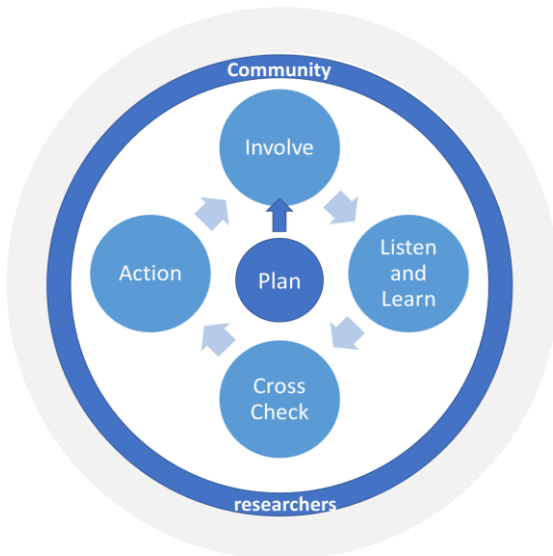 Community
Involve
Listen
and
Learn
Action
Plan
Cross
Check
researchers